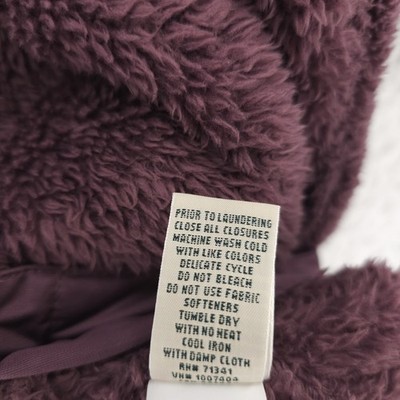 PRIOR TO LAUNDERING
CLOSE ALL CLOSURES
MACHINE WASH COLD
WITH LIKE COLORS
DELICATE CYCLE
DO NOT BLEACH
DO NOT USE FABRIC
SOFTENERS
TUMBLE DRY
WITH NO HEAT
COOL IRON
WITH DAMP CLOTH
RN# 71341